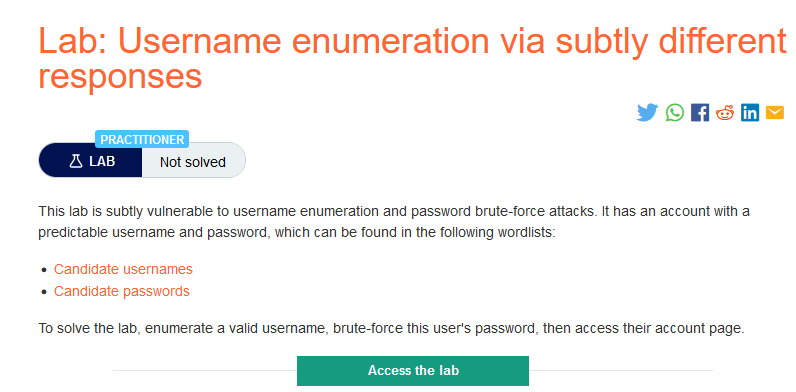 Lab: Username enumeration via subtly different
responses
PRACTITIONER
LAB Not solved
This lab is subtly vulnerable to username enumeration and password brute-force attacks. It has an account with a
predictable username and password, which can be found in the following wordlists:
• Candidate usernames
• Candidate passwords
To solve the lab, enumerate a valid username, brute-force this user's password, then access their account page.
Access the lab